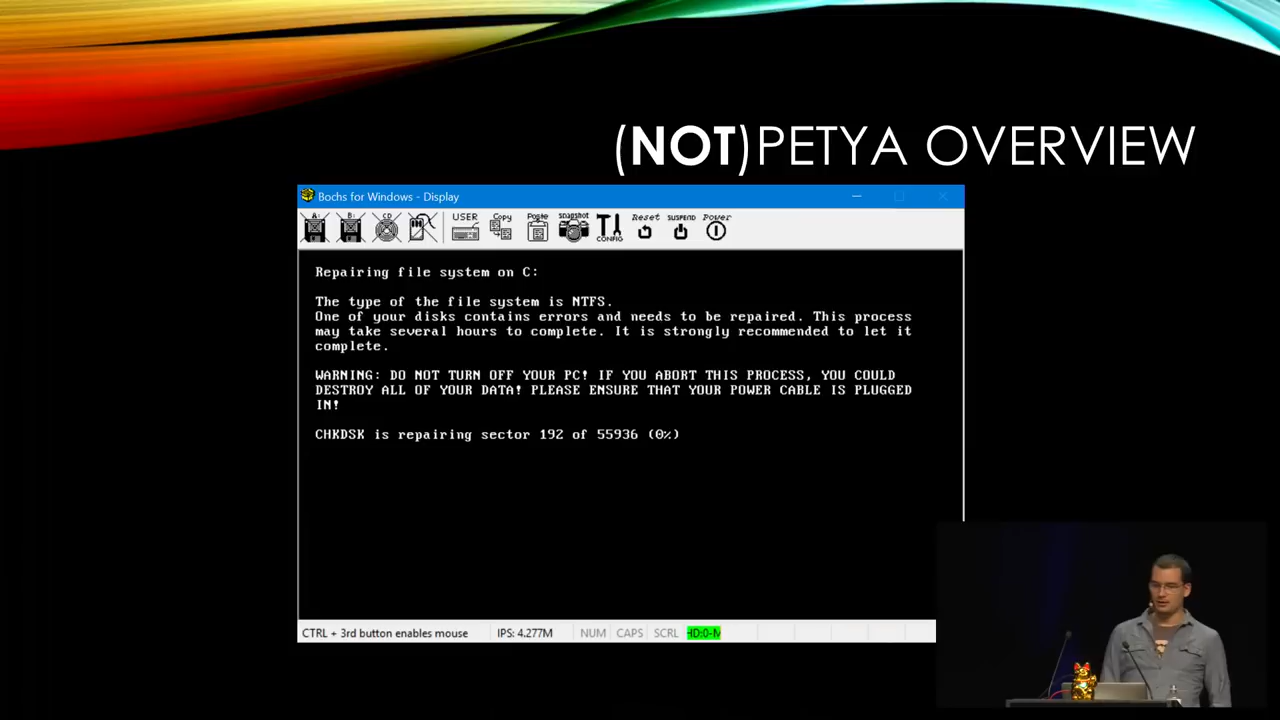 (NOT)PETYA OVERVIEW
Bochs for Windows - Display
A: B: CD USER Copy Paste snapshot CONFIG Reset SUSPEND Power
Repairing file system on C:
The type of the file system is NTFS.
One of your disks contains errors and needs to be repaired. This process
may take several hours to complete. It is strongly recommended to let it
complete.
WARNING: DO NOT TURN OFF YOUR PC! IF YOU ABORT THIS PROCESS, YOU COULD
DESTROY ALL OF YOUR DATA! PLEASE ENSURE THAT YOUR POWER CABLE IS PLUGGED
IN!
CHKDSK is repairing sector 192 of 55936 (0%)
CTRL + 3rd button enables mouse IPS: 4.277M NUM CAPS SCRL HD:0-M